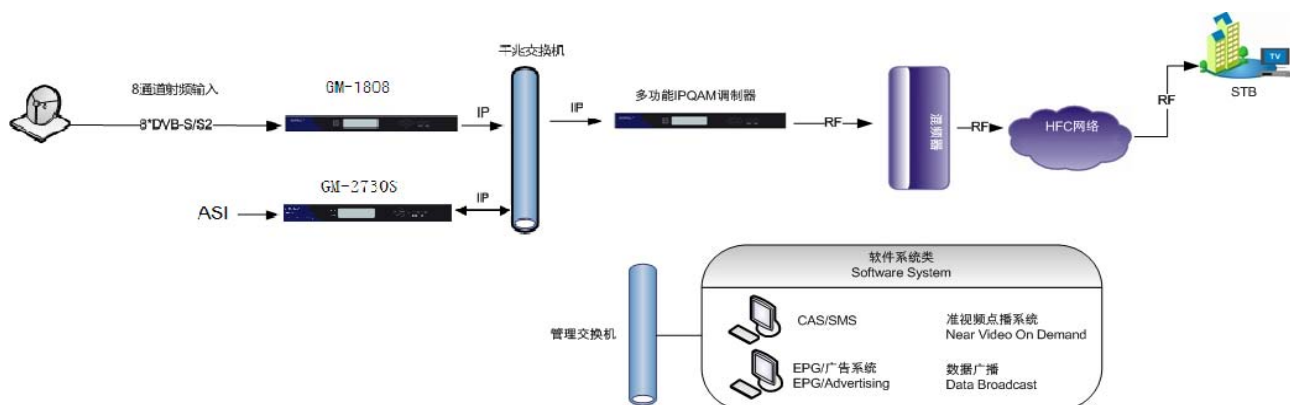 千兆交换机
8通道射频输入
8*DVB-S/S2
GM-1808
IP
IP
多功能IPQAM调制器
RF
混频器
RF
HFC网络
RF
TV
STB
ASI
GM-2730S
IP
管理交换机
软件系统类
Software System
CAS/SMS
准视频点播系统
Near Video On Demand
EPG/广告系统
EPG/Advertising
数据广播
Data Broadcast